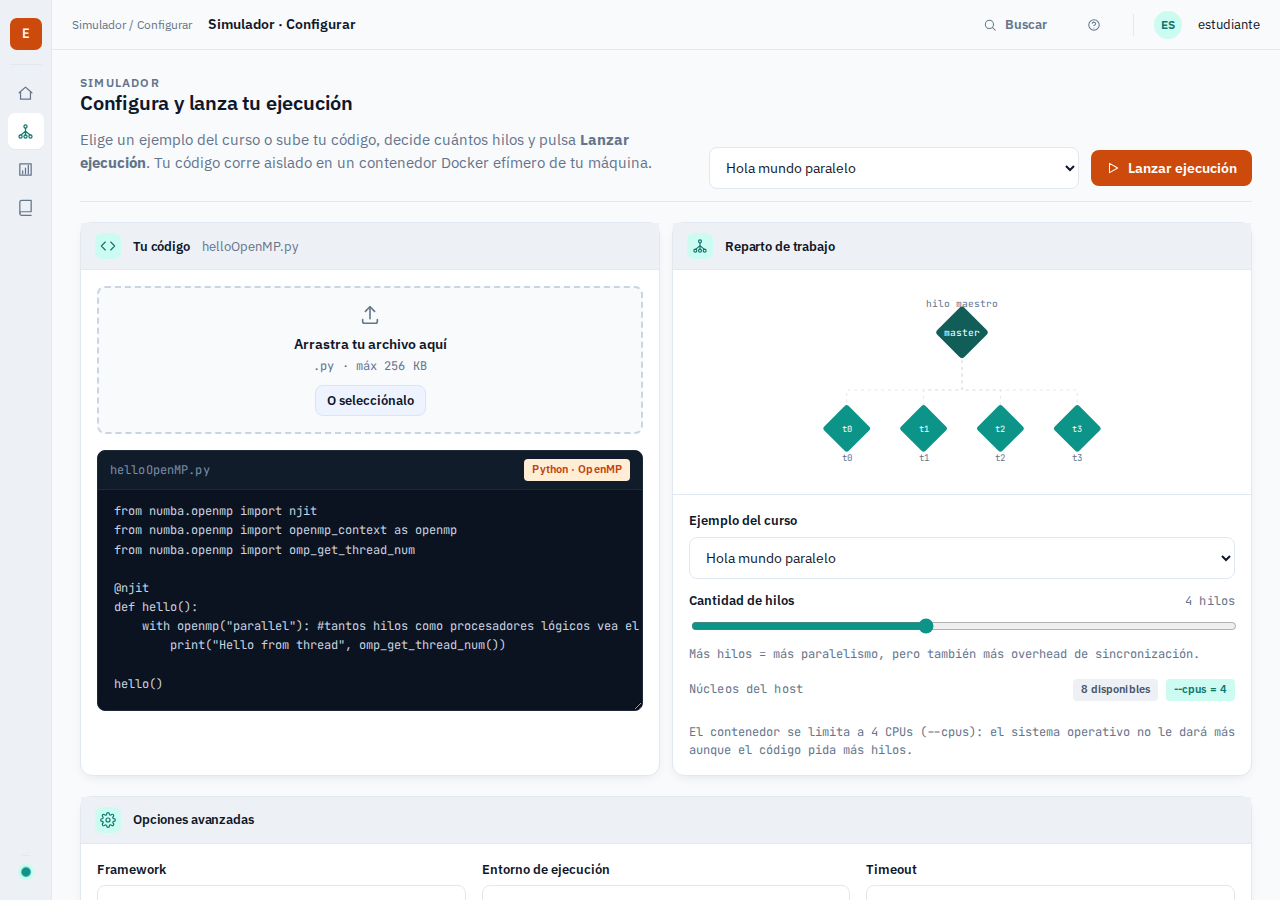 E
Simulador / Configurar
Simulador · Configurar
Buscar
ES
estudiante
SIMULADOR
Configura y lanza tu ejecución
Elige un ejemplo del curso o sube tu código, decide cuántos hilos y pulsa Lanzar
ejecución. Tu código corre aislado en un contenedor Docker efímero de tu máquina.
Hola mundo paralelo
Lanzar ejecución
Tu código
helloOpenMP.py
Arrastra tu archivo aquí
.py · máx 256 KB
O selecciónalo
helloOpenMP.py
Python · OpenMP
from numba.openmp import njit
from numba.openmp import openmp_context as openmp
from numba.openmp import omp_get_thread_num
@njit
def hello():
with openmp("parallel"): #tantos hilos como procesadores lógicos vea el
print("Hello from thread", omp_get_thread_num())
hello()
Reparto de trabajo
hilo maestro
master
t0 t1 t2 t3
t0 t1 t2 t3
Ejemplo del curso
Hola mundo paralelo
Cantidad de hilos
4 hilos
Más hilos = más paralelismo, pero también más overhead de sincronización.
Núcleos del host
8 disponibles
--cpus = 4
El contenedor se limita a 4 CPUs (--cpus): el sistema operativo no le dará más
aunque el código pida más hilos.
Opciones avanzadas
Framework
Entorno de ejecución
Timeout